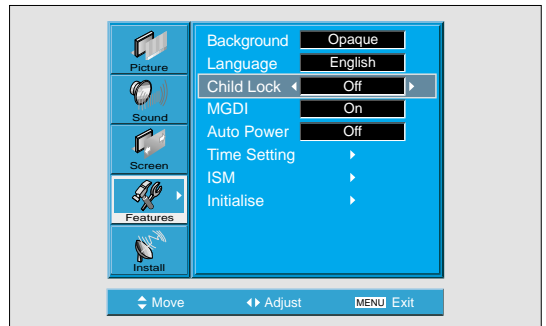 Picture
Sound
Screen
Features
Install
Background Opaque
Language English
Child Lock Off
MGDI On
Auto Power Off
Time Setting
ISM
Initialise
Move Adjust MENU Exit